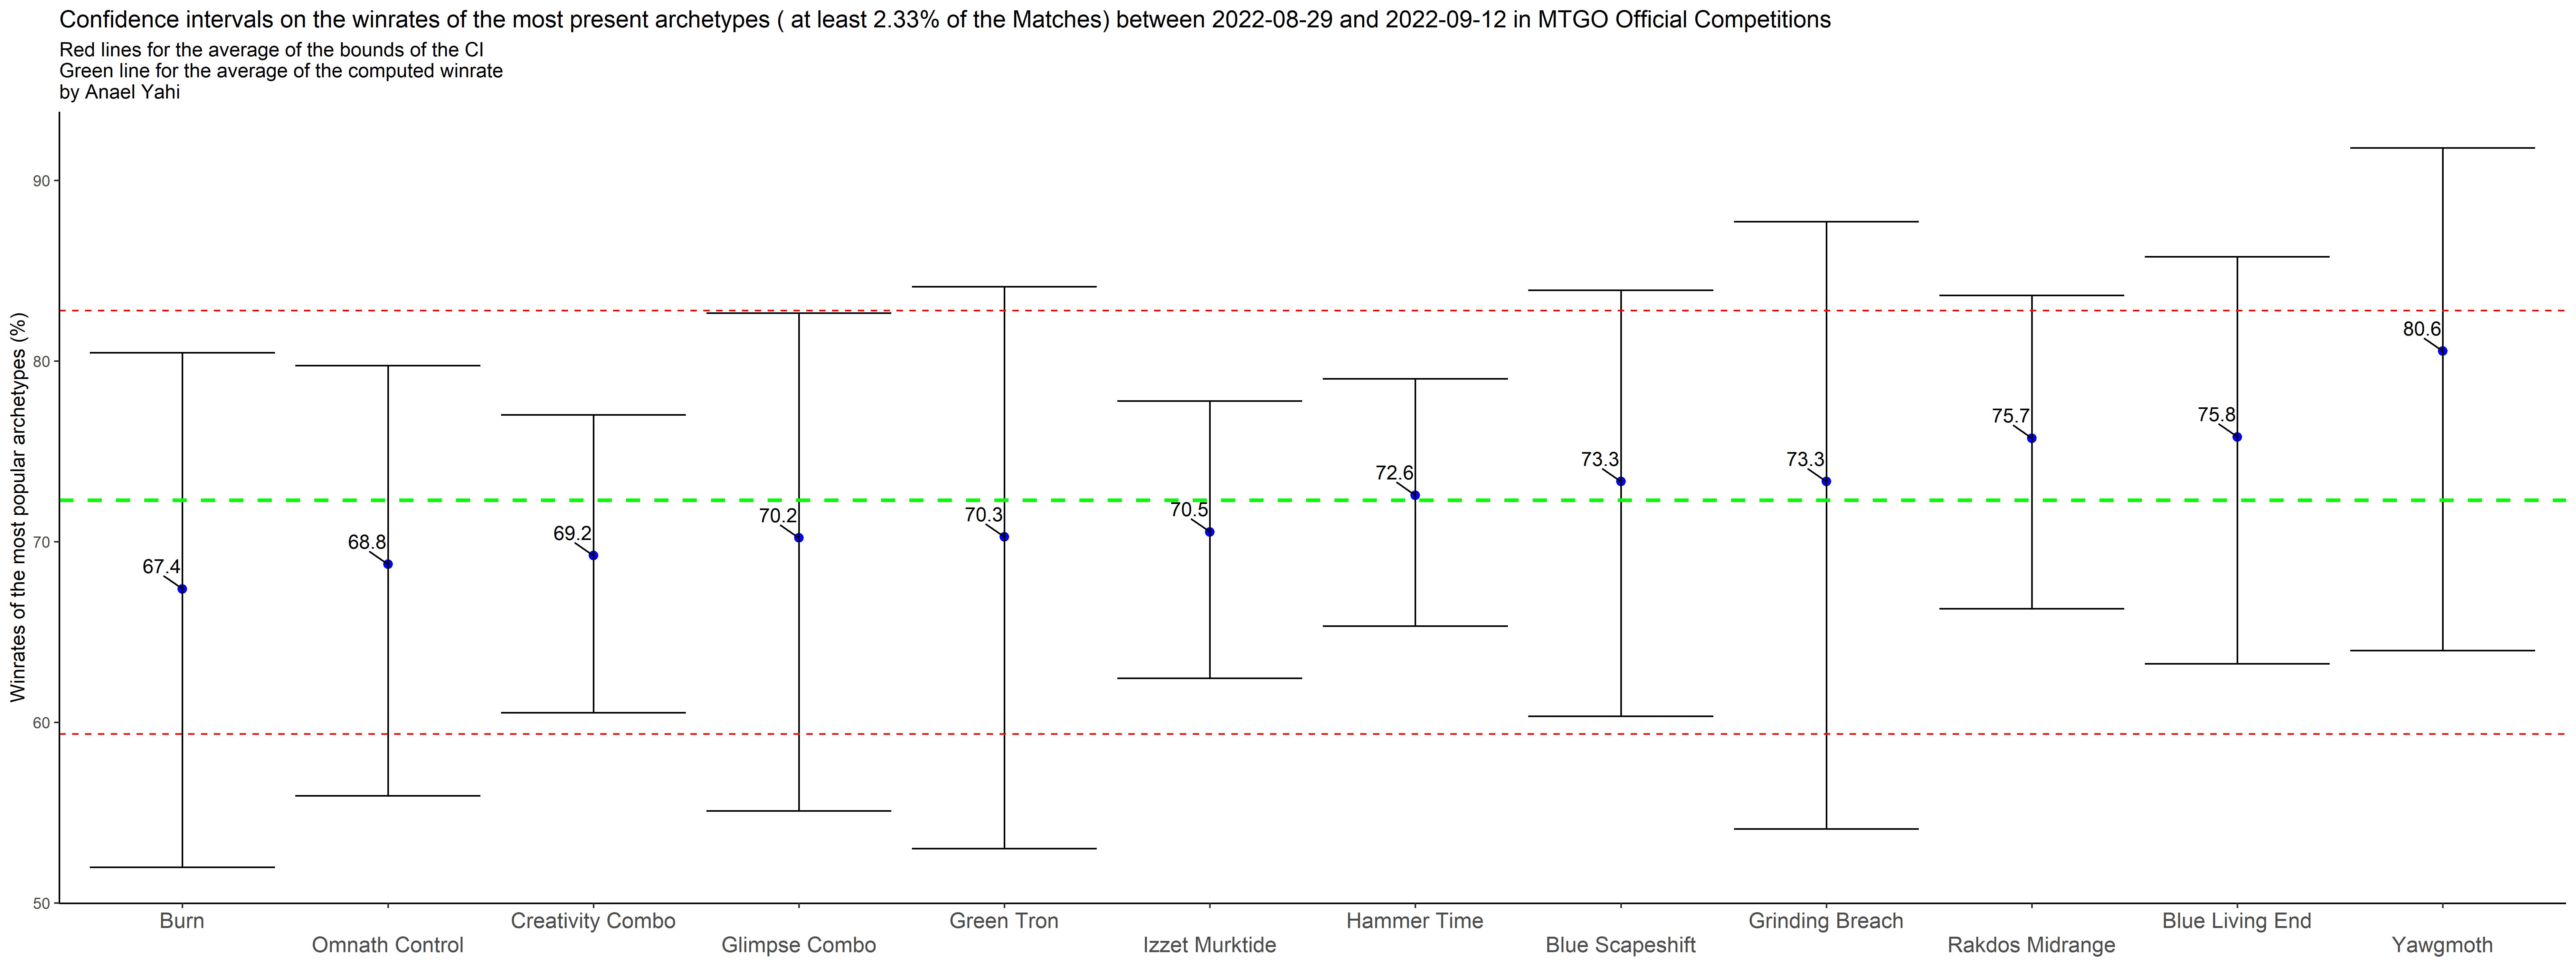 Confidence intervals on the winrates of the most present archetypes ( at least 2.33% of the Matches) between 2022-08-29 and 2022-09-12 in MTGO Official Competitions
Red lines for the average of the bounds of the CI
Green line for the average of the computed winrate
by Anael Yahi
Winrates of the most popular archetypes (%)
90
80
70
60
50
67.4
68.8
69.2
70.2
70.3
70.5
72.6
73.3
73.3
75.7
75.8
80.6
Burn
Omnath Control
Creativity Combo
Glimpse Combo
Green Tron
Izzet Murktide
Hammer Time
Blue Scapeshift
Grinding Breach
Rakdos Midrange
Blue Living End
Yawgmoth